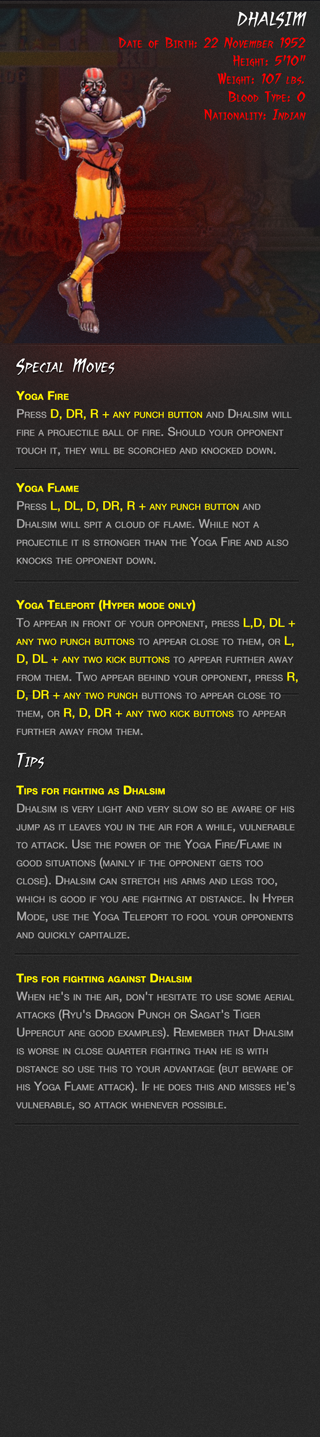 DHALSIM
Date of Birth: 22 November 1952
Height: 5'10"
Weight: 107 lbs.
Blood Type: O
Nationality: Indian
Special Moves
Yoga Fire
Press D, DR, R + any punch button and Dhalsim will
fire a projectile ball of fire. Should your opponent
touch it, they will be scorched and knocked down.
Yoga Flame
Press L, DL, D, DR, R + any punch button and
Dhalsim will spit a cloud of flame. While not a
projectile it is stronger than the Yoga Fire and also
knocks the opponent down.
Yoga Teleport (Hyper mode only)
To appear in front of your opponent, press L,D, DL +
any two punch buttons to appear close to them, or L,
D, DL + any two kick buttons to appear further away
from them. Two appear behind your opponent, press R,
D, DR + any two punch buttons to appear close to
them, or R, D, DR + any two kick buttons to appear
further away from them.
Tips
Tips for fighting as Dhalsim
Dhalsim is very light and very slow so be aware of his
jump as it leaves you in the air for a while, vulnerable
to attack. Use the power of the Yoga Fire/Flame in
good situations (mainly if the opponent gets too
close). Dhalsim can stretch his arms and legs too,
which is good if you are fighting at distance. In Hyper
Mode, use the Yoga Teleport to fool your opponents
and quickly capitalize.
Tips for fighting against Dhalsim
When he's in the air, don't hesitate to use some aerial
attacks (Ryu's Dragon Punch or Sagat's Tiger
Uppercut are good examples). Remember that Dhalsim
is worse in close quarter fighting than he is with
distance so use this to your advantage (but beware of
his Yoga Flame attack). If he does this and misses he's
vulnerable, so attack whenever possible.